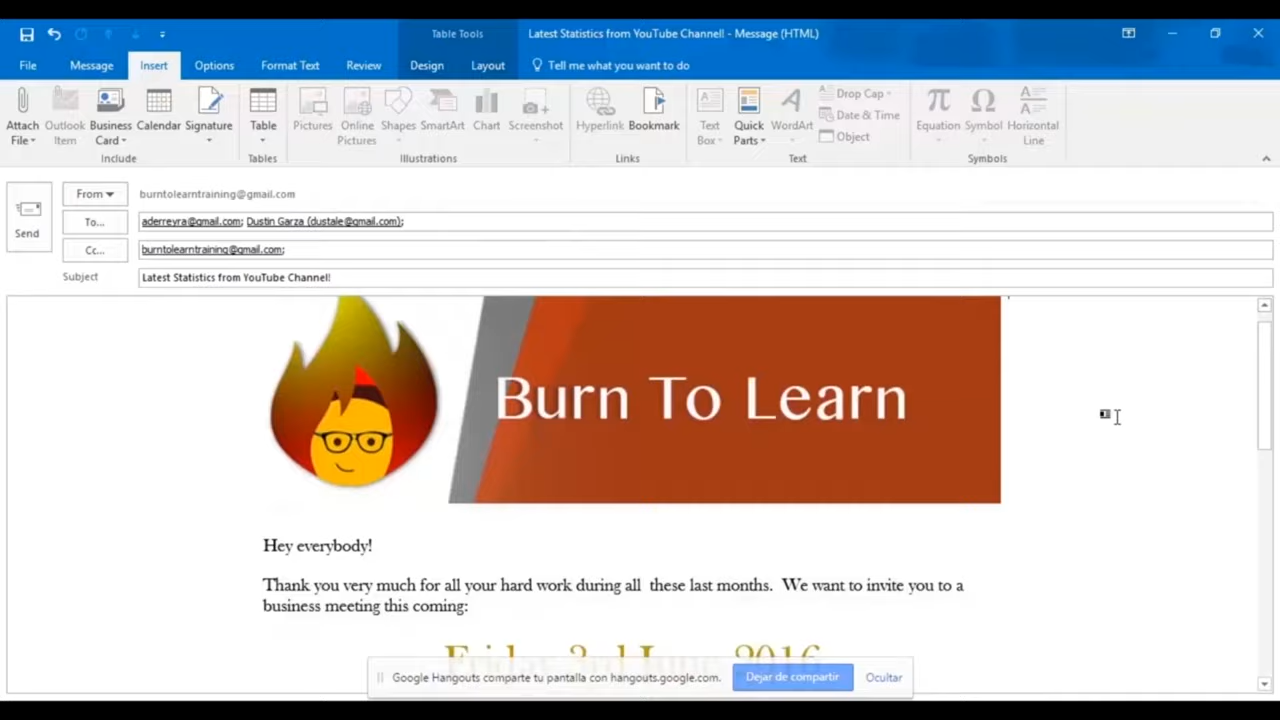 Table Tools
Latest Statistics from YouTube Channel! - Message (HTML)
File Message Insert Options Format Text Review Design Layout Tell me what you want to do
Attach File Outlook Item Business Card Calendar Signature Table Pictures Online Pictures Shapes SmartArt Chart Screenshot Hyperlink Bookmark Text Box Quick Parts WordArt Drop Cap Date & Time Object Equation Symbol Horizontal Line
Include Tables Illustrations Links Text Symbols
From burntolearntraining@gmail.com
To... aderreyra@gmail.com; Dustin Garza (dustale@gmail.com);
Send
Cc... burntolearntraining@gmail.com;
Subject Latest Statistics from YouTube Channel!
Burn To Learn
Hey everybody!
Thank you very much for all your hard work during all these last months. We want to invite you to a
business meeting this coming:
Friday 3rd June 2016
Google Hangouts comparte tu pantalla con hangouts.google.com. Dejar de compartir Ocultar